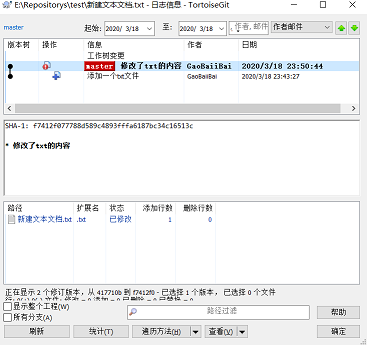 E:\Repositorys\test\新建文本文档.txt - 日志信息 - TortoiseGit
master 起始: 2020/ 3/18 至: 2020/ 3/18 , 作者, 邮件 作者邮件
版本树 操作 信息 作者 日期
工作树变更
master 修改了txt的内容 GaoBaiiBai 2020/3/18 23:50:44
添加一个txt文件 GaoBaiiBai 2020/3/18 23:43:27
SHA-1: f7412f077788d589c4893fffa6187bc34c16513c
* 修改了txt的内容
路径 扩展名 状态 添加行数 删除行数
新建文本文档.txt .txt 已修改 1 0
正在显示 2 个修订版本，从 417710b 到 f7412f0 - 已选择 1 个版本， 已选择 0 个文件
显示整个工程(W) 路径过滤 帮助
所有分支(A)
刷新 统计(T) 遍历方法(H) 查看(V) 确定